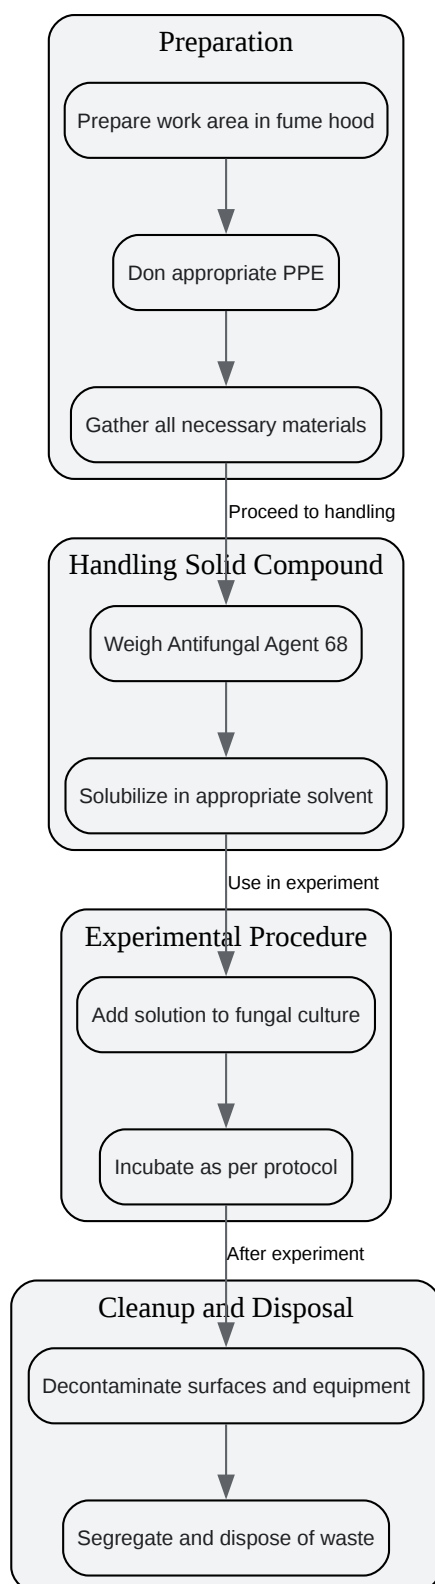 Preparation
Prepare work area in fume hood
Don appropriate PPE
Gather all necessary materials
Proceed to handling
Handling Solid Compound
Weigh Antifungal Agent 68
Solubilize in appropriate solvent
Use in experiment
Experimental Procedure
Add solution to fungal culture
Incubate as per protocol
After experiment
Cleanup and Disposal
Decontaminate surfaces and equipment
Segregate and dispose of waste